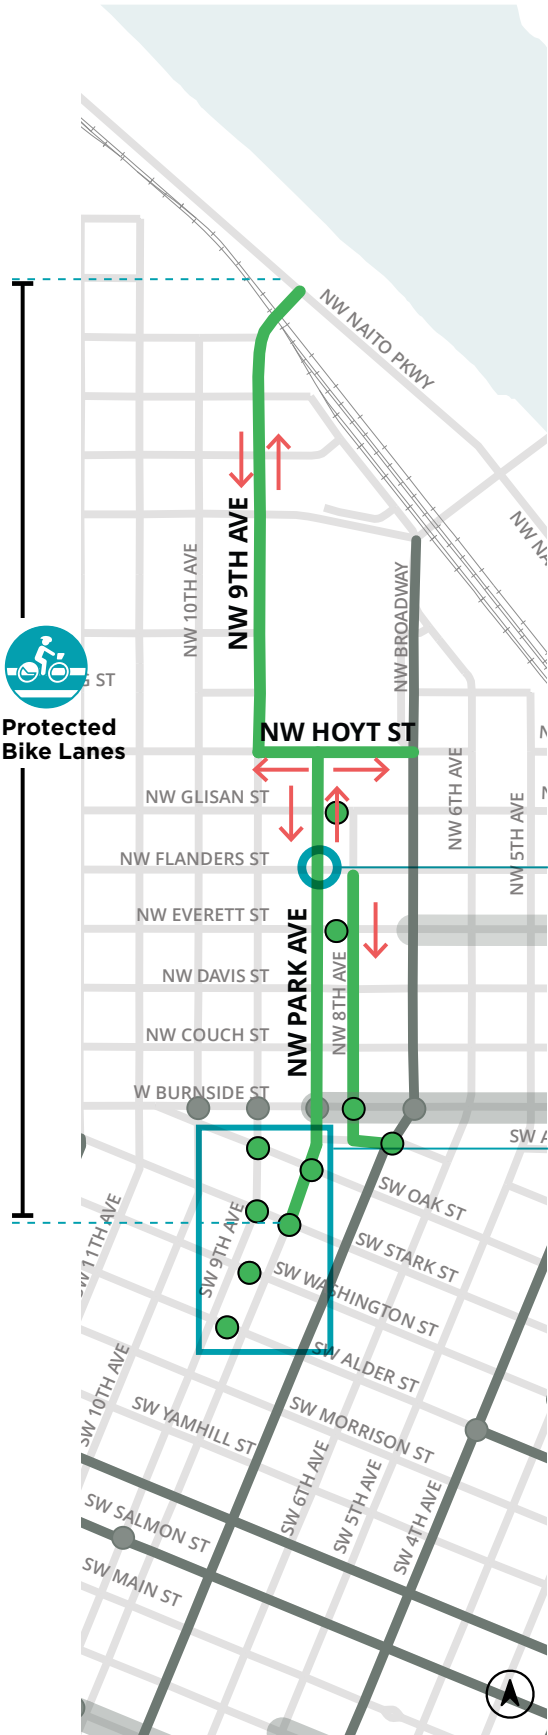 NW NAITO PKWY
NW 9TH AVE
NW 10TH AVE
NW NA
NW BROADWAY
G ST
Protected
Bike Lanes
NW HOYT ST
N
NW GLISAN ST
N
NW 6TH AVE
NW 5TH AVE
NW FLANDERS ST
NW EVERETT ST
NW PARK AVE
NW 8TH AVE
NW DAVIS ST
NW COUCH ST
W BURNSIDE ST
SW A
SW OAK ST
SW 11TH AVE
SW 9TH AVE
SW STARK ST
SW WASHINGTON ST
SW ALDER ST
SW 10TH AVE
SW YAMHILL ST
SW MORRISON ST
SW 6TH AVE
SW 5TH AVE
SW 4TH AVE
SW SALMON ST
SW MAIN ST